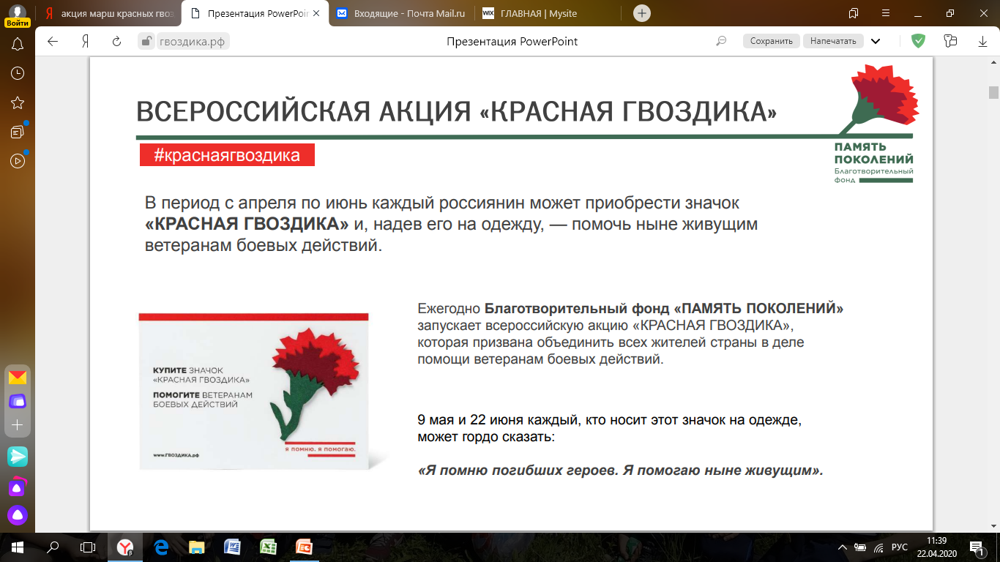 акция марш красных гвоз
Презентация PowerPoin
Входящие - Почта Mail.ru
WIX
ГЛАВНАЯ | Mysite
Войти
гвоздика.рф
Презентация PowerPoint
Сохранить
Напечатать
ВСЕРОССИЙСКАЯ АКЦИЯ «КРАСНАЯ ГВОЗДИКА»
#краснаягвоздика
ПАМЯТЬ
ПОКОЛЕНИЙ
Благотворительный
фонд
В период с апреля по июнь каждый россиянин может приобрести значок
«КРАСНАЯ ГВОЗДИКА» и, надев его на одежду, — помочь ныне живущим
ветеранам боевых действий.
КУПИТЕ ЗНАЧОК
«КРАСНАЯ ГВОЗДИКА»
ПОМОГИТЕ ВЕТЕРАНАМ
БОЕВЫХ ДЕЙСТВИЙ
Я ПОМНЮ. Я ПОМОГАЮ.
www.ГВОЗДИКА.рф
Ежегодно Благотворительный фонд «ПАМЯТЬ ПОКОЛЕНИЙ»
запускает всероссийскую акцию «КРАСНАЯ ГВОЗДИКА»,
которая призвана объединить всех жителей страны в деле
помощи ветеранам боевых действий.
9 мая и 22 июня каждый, кто носит этот значок на одежде,
может гордо сказать:
«Я помню погибших героев. Я помогаю ныне живущим».
РУС
11:39
22.04.2020
1